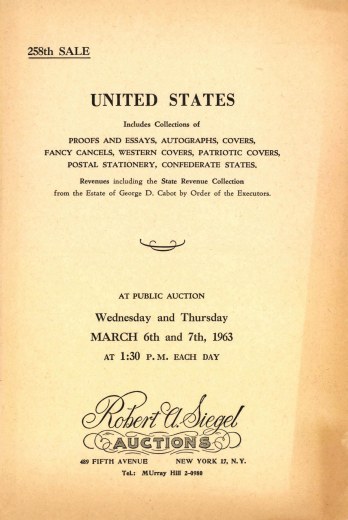 258th SALE
UNITED STATES
Includes Collections of
PROOFS AND ESSAYS, AUTOGRAPHS, COVERS,
FANCY CANCELS, WESTERN COVERS, PATRIOTIC COVERS,
POSTAL STATIONERY, CONFEDERATE STATES.
Revenues including the State Revenue Collection
from the Estate of George D. Cabot by Order of the Executors.
AT PUBLIC AUCTION
Wednesday and Thursday
MARCH 6th and 7th, 1963
AT 1:30 P.M. EACH DAY
Robert A. Siegel
AUCTIONS
489 FIFTH AVENUE NEW YORK 17, N.Y.
Tel.: MUrray Hill 2-0980